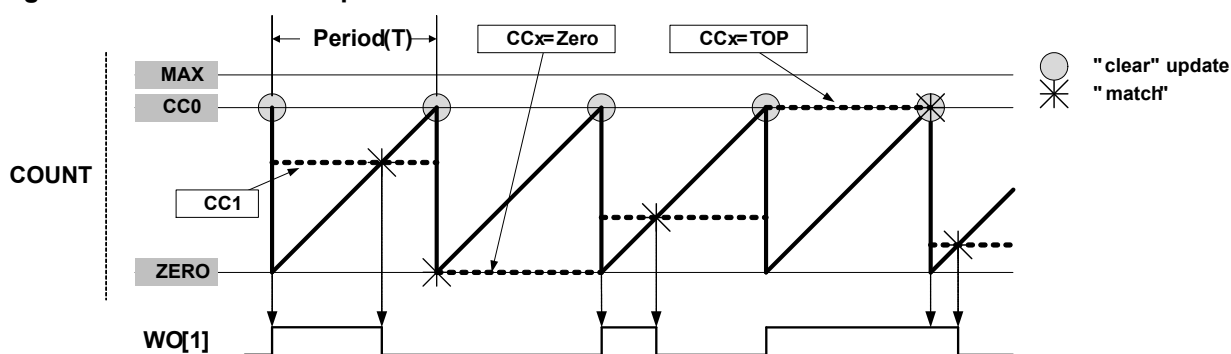 Period(T)
CCx=Zero
CCx=TOP
"clear" update
"match"
MAX
CC0
COUNT
CC1
ZERO
WO[1]